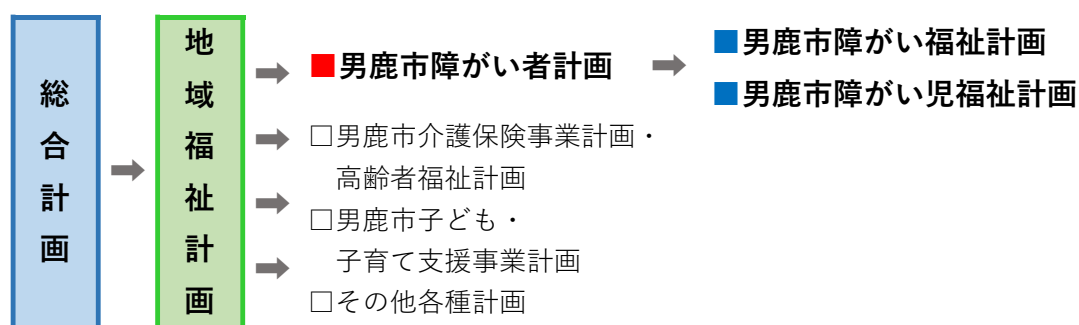 総合計画
地域福祉計画
■男鹿市障がい者計画
■男鹿市障がい福祉計画
■男鹿市障がい児福祉計画
□男鹿市介護保険事業計画・
高齢者福祉計画
□男鹿市子ども・
子育て支援事業計画
□その他各種計画